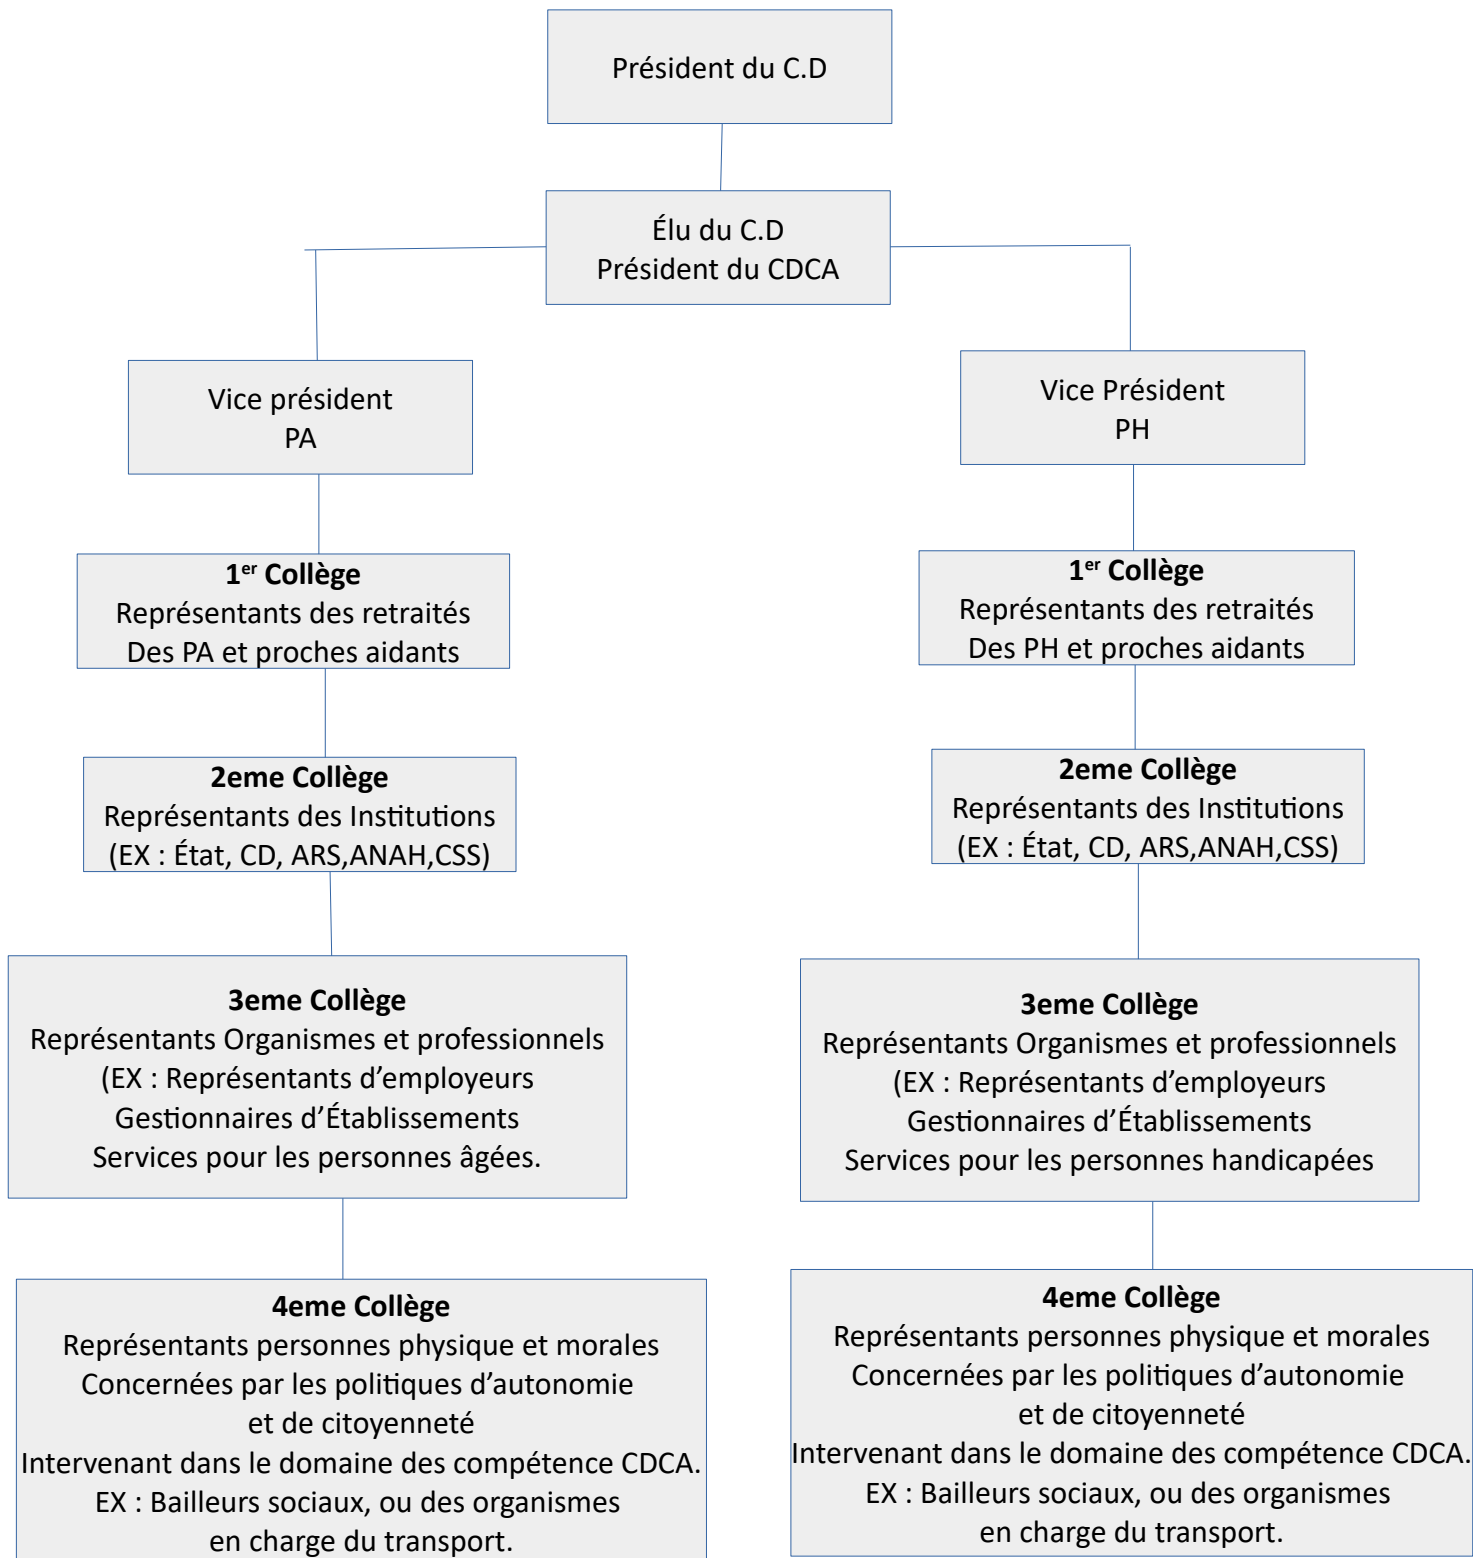 Président du C.D
Élu du C.D
Président du CDCA
Vice président
PA
Vice Président
PH
1er Collège
Représentants des retraités
Des PA et proches aidants
1er Collège
Représentants des retraités
Des PH et proches aidants
2eme Collège
Représentants des Institutions
(EX : État, CD, ARS,ANAH,CSS)
2eme Collège
Représentants des Institutions
(EX : État, CD, ARS,ANAH,CSS)
3eme Collège
Représentants Organismes et professionnels
(EX : Représentants d’employeurs
Gestionnaires d’Établissements
Services pour les personnes âgées.
3eme Collège
Représentants Organismes et professionnels
(EX : Représentants d’employeurs
Gestionnaires d’Établissements
Services pour les personnes handicapées
4eme Collège
Représentants personnes physique et morales
Concernées par les politiques d’autonomie
et de citoyenneté
Intervenant dans le domaine des compétence CDCA.
EX : Bailleurs sociaux, ou des organismes
en charge du transport.
4eme Collège
Représentants personnes physique et morales
Concernées par les politiques d’autonomie
et de citoyenneté
Intervenant dans le domaine des compétence CDCA.
EX : Bailleurs sociaux, ou des organismes
en charge du transport.